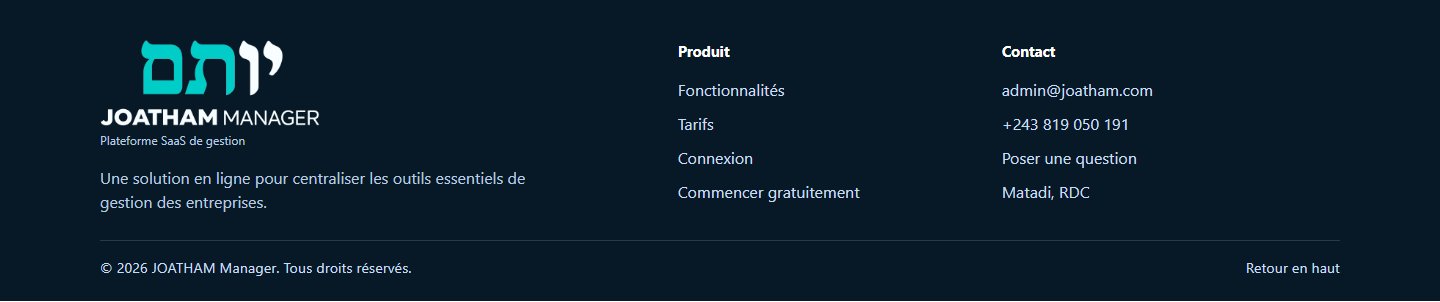 יותם
JOATHAM MANAGER
Plateforme SaaS de gestion
Une solution en ligne pour centraliser les outils essentiels de
gestion des entreprises.
Produit
Fonctionnalités
Tarifs
Connexion
Commencer gratuitement
Contact
admin@joatham.com
+243 819 050 191
Poser une question
Matadi, RDC
© 2026 JOATHAM Manager. Tous droits réservés.
Retour en haut